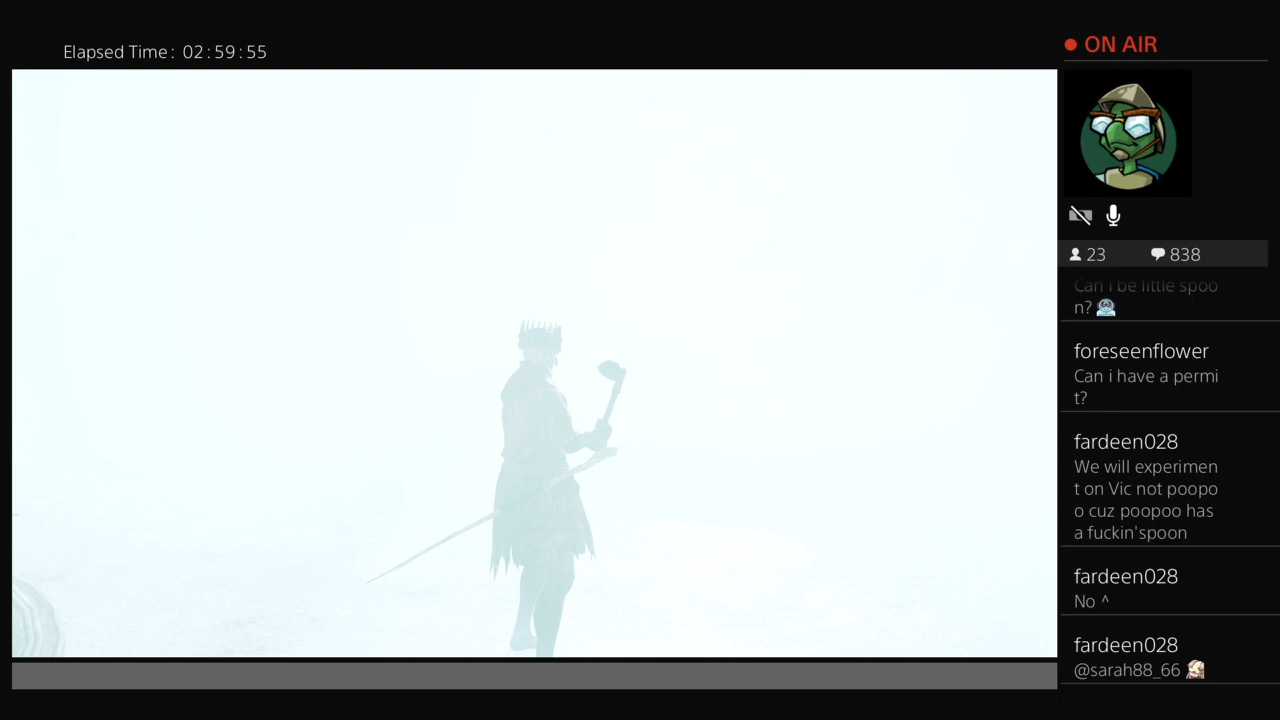 Elapsed Time: 02:59:55
ON AIR
23
838
Can i be little spoo
n?
foreseenflower
Can i have a permi
t?
fardeen028
We will experimen
t on Vic not poopo
o cuz poopoo has
a fuckin'spoon
fardeen028
No ^
fardeen028
@sarah88_66